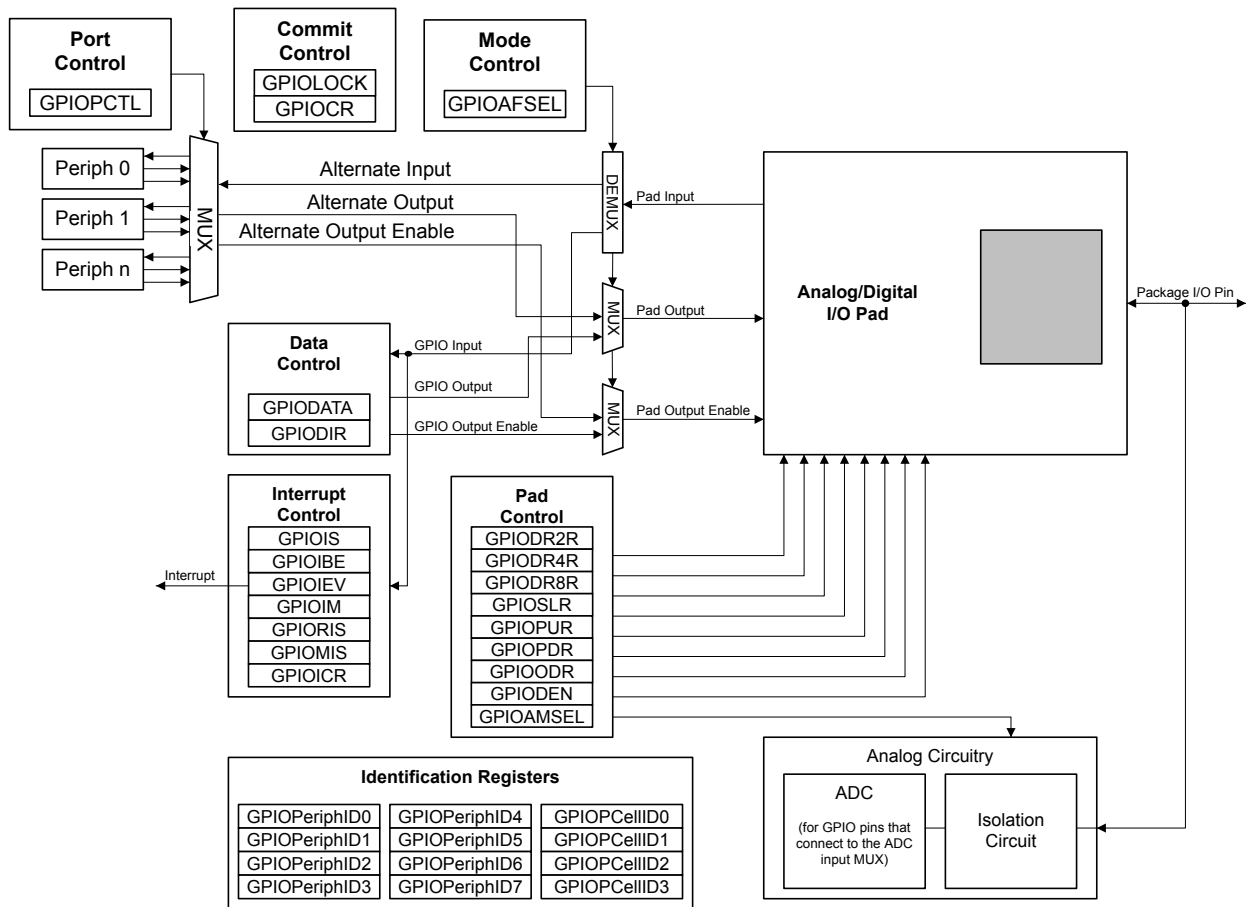 Port
Control
GPIOPCTL
Commit
Control
GPIOLOCK
GPIOCR
Mode
Control
GPIOAFSEL
Periph 0
Periph 1
Periph n
MUX
Alternate Input
Alternate Output
Alternate Output Enable
DEMUX
Pad Input
MUX
Pad Output
MUX
Pad Output Enable
Analog/Digital
I/O Pad
Package I/O Pin
Data
Control
GPIODATA
GPIODIR
GPIO Input
GPIO Output
GPIO Output Enable
Interrupt
Control
GPIOIS
GPIOIBE
GPIOIEV
GPIOIM
GPIORIS
GPIOMIS
GPIOICR
Interrupt
Pad
Control
GPIODR2R
GPIODR4R
GPIODR8R
GPIOSLR
GPIOPUR
GPIOPDR
GPIOODR
GPIODEN
GPIOAMSEL
Analog Circuitry
ADC
(for GPIO pins that
connect to the ADC
input MUX)
Isolation
Circuit
Identification Registers
GPIOPeriphID0
GPIOPeriphID1
GPIOPeriphID2
GPIOPeriphID3
GPIOPeriphID4
GPIOPeriphID5
GPIOPeriphID6
GPIOPeriphID7
GPIOPCellID0
GPIOPCellID1
GPIOPCellID2
GPIOPCellID3